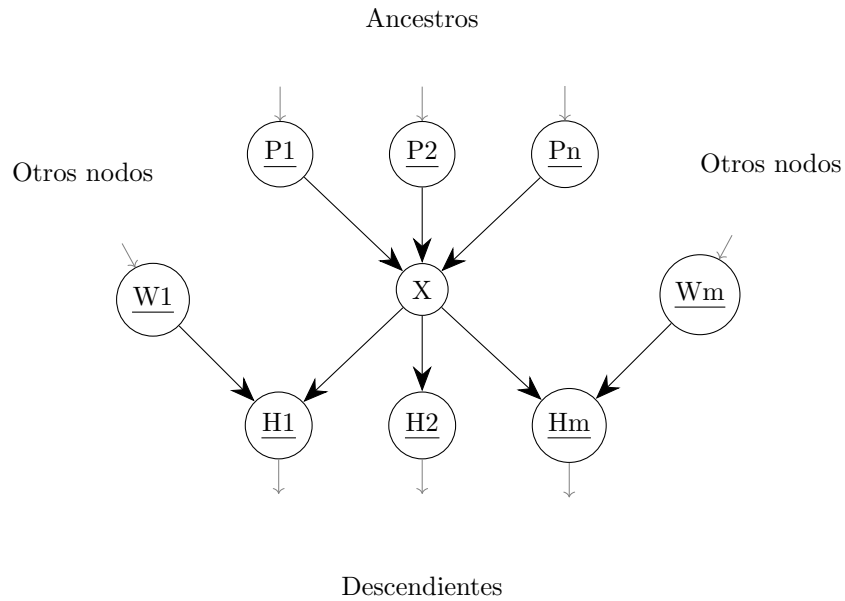 Ancestros
P1
P2
Pn
Otros nodos
Otros nodos
W1
X
Wm
H1
H2
Hm
Descendientes